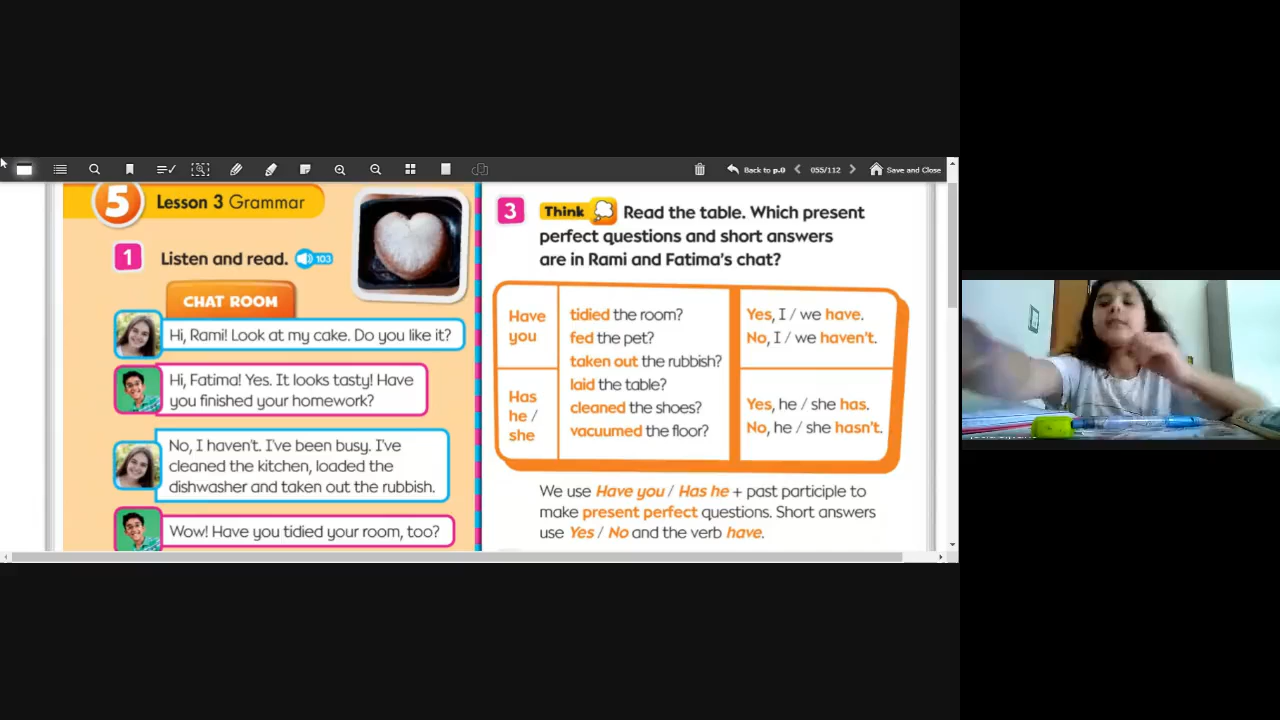 Back to p.0
055/112
Save and Close
5 Lesson 3 Grammar
1 Listen and read. 103
CHAT ROOM
Hi, Rami! Look at my cake. Do you like it?
Hi, Fatima! Yes. It looks tasty! Have
you finished your homework?
No, I haven't. I've been busy. I've
cleaned the kitchen, loaded the
dishwasher and taken out the rubbish.
Wow! Have you tidied your room, too?
3 Think Read the table. Which present
perfect questions and short answers
are in Rami and Fatima's chat?
Have
you
Has
he /
she
tidied the room?
fed the pet?
taken out the rubbish?
laid the table?
cleaned the shoes?
vacuumed the floor?
Yes, I / we have.
No, I / we haven't.
Yes, he / she has.
No, he / she hasn't.
We use Have you / Has he + past participle to
make present perfect questions. Short answers
use Yes / No and the verb have.